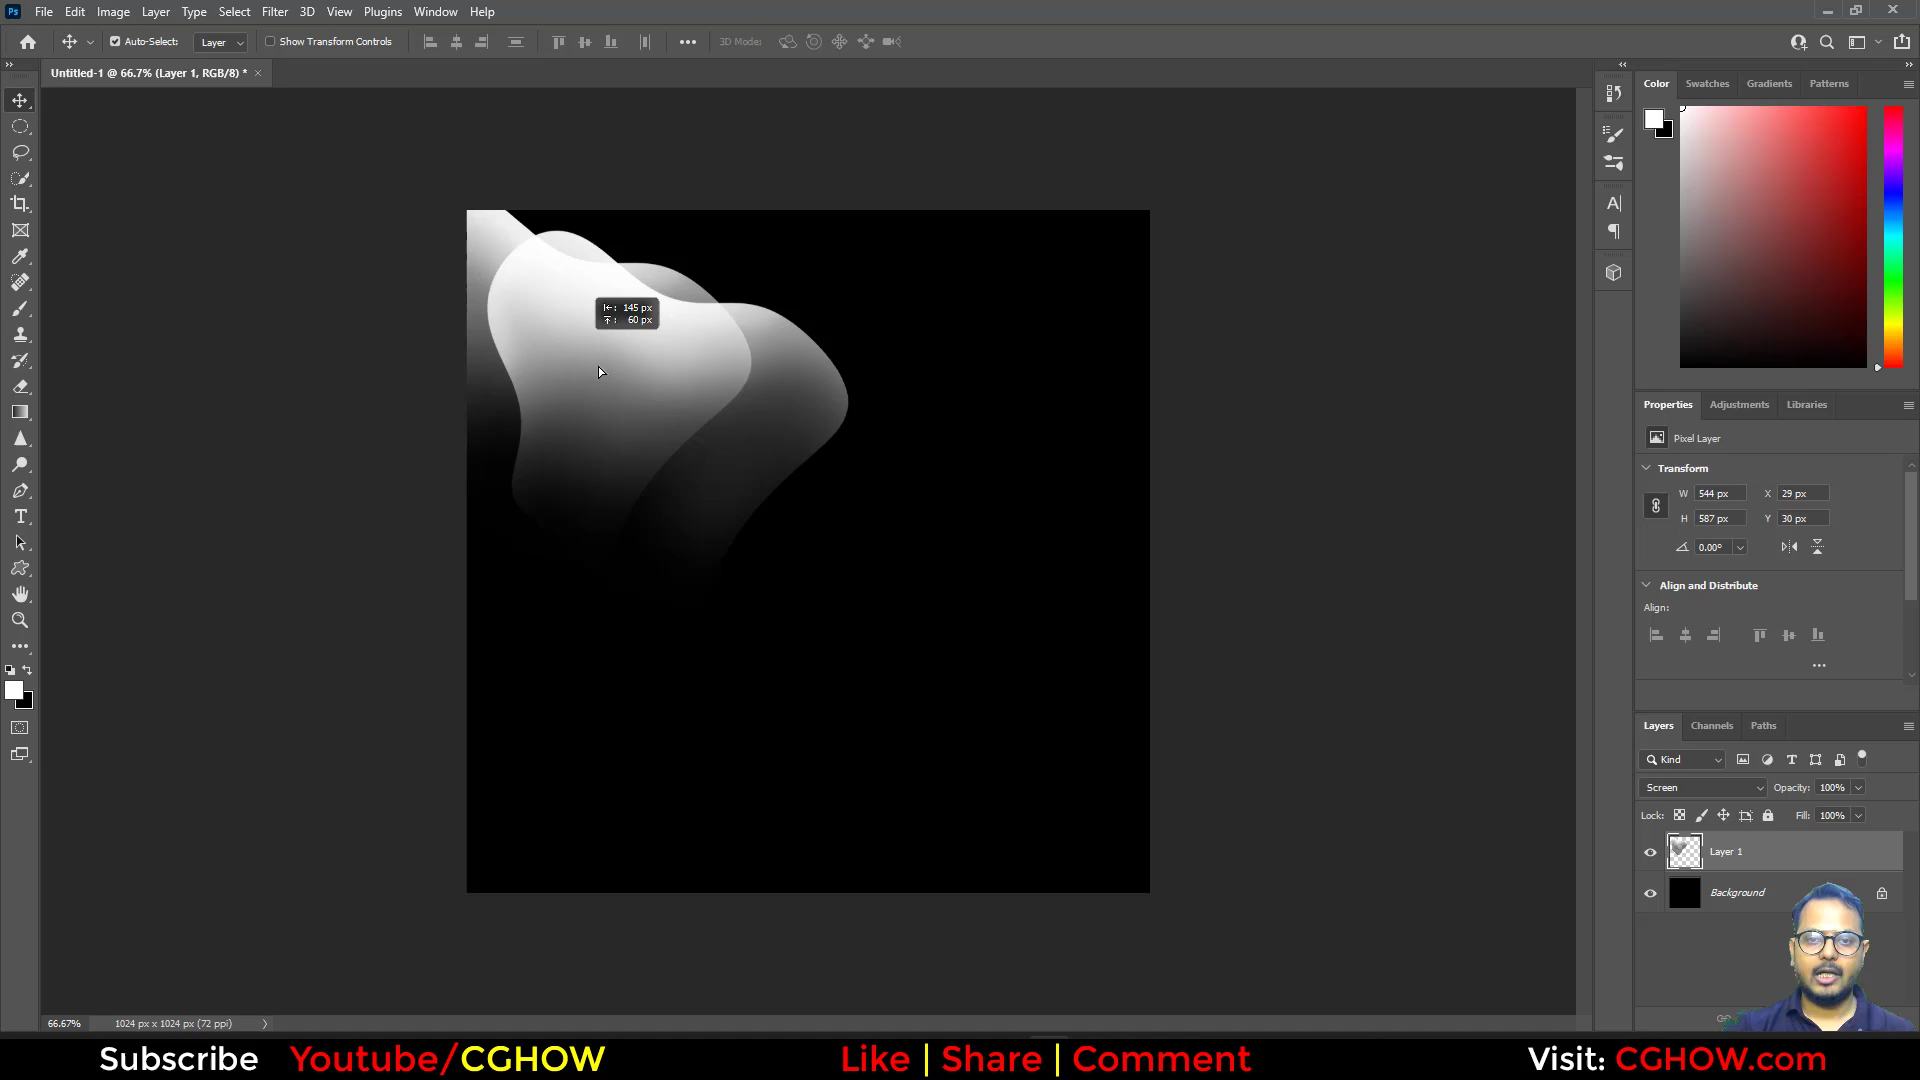 Ps File Edit Image Layer Type Select Filter 3D View Plugins Window Help
Auto-Select: Layer Show Transform Controls 3D Mode:
Untitled-1 @ 66.7% (Layer 1, RGB/8) *
Color Swatches Gradients Patterns
145 px
60 px
Properties Adjustments Libraries
Pixel Layer
Transform
W 544 px X 29 px
H 587 px Y 30 px
0.00°
Align and Distribute
Align:
Layers Channels Paths
Kind
Screen Opacity: 100%
Lock: Fill: 100%
Layer 1
Background
66.67% 1024 px x 1024 px (72 ppi)
Subscribe Youtube/CGHOW Like | Share | Comment Visit: CGHOW.com